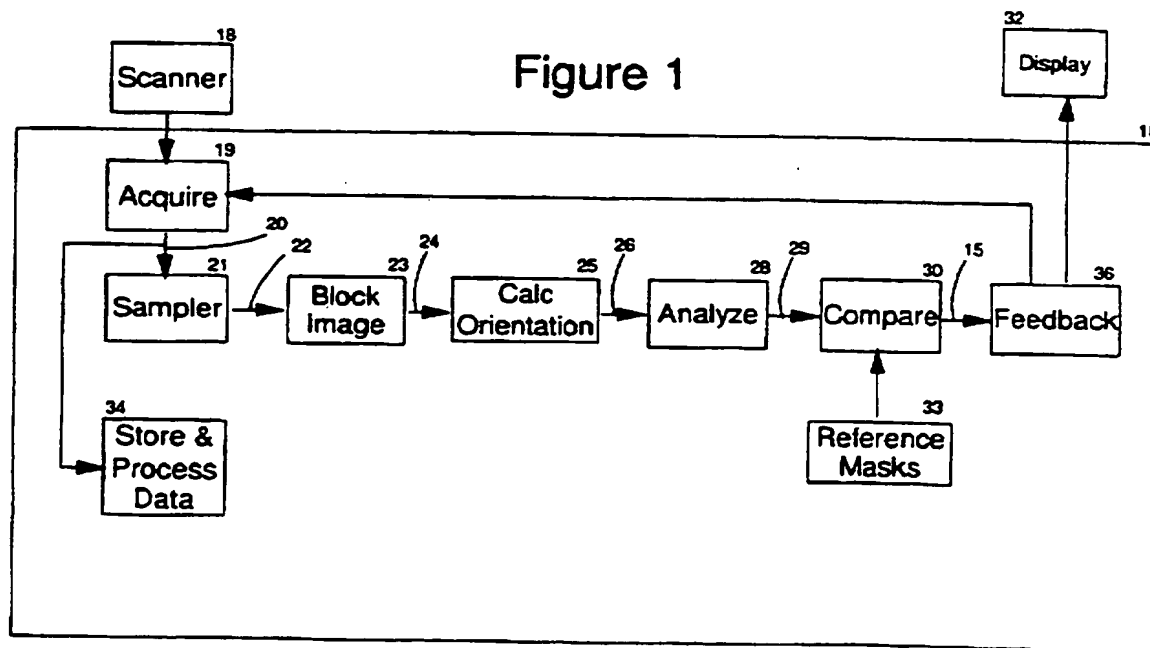 18
Scanner
Figure 1
32
Display
19
Acquire
20
21
Sampler
22
23
Block
Image
24
25
Calc
Orientation
26
28
Analyze
29
30
Compare
15
36
Feedback
34
Store &
Process
Data
33
Reference
Masks